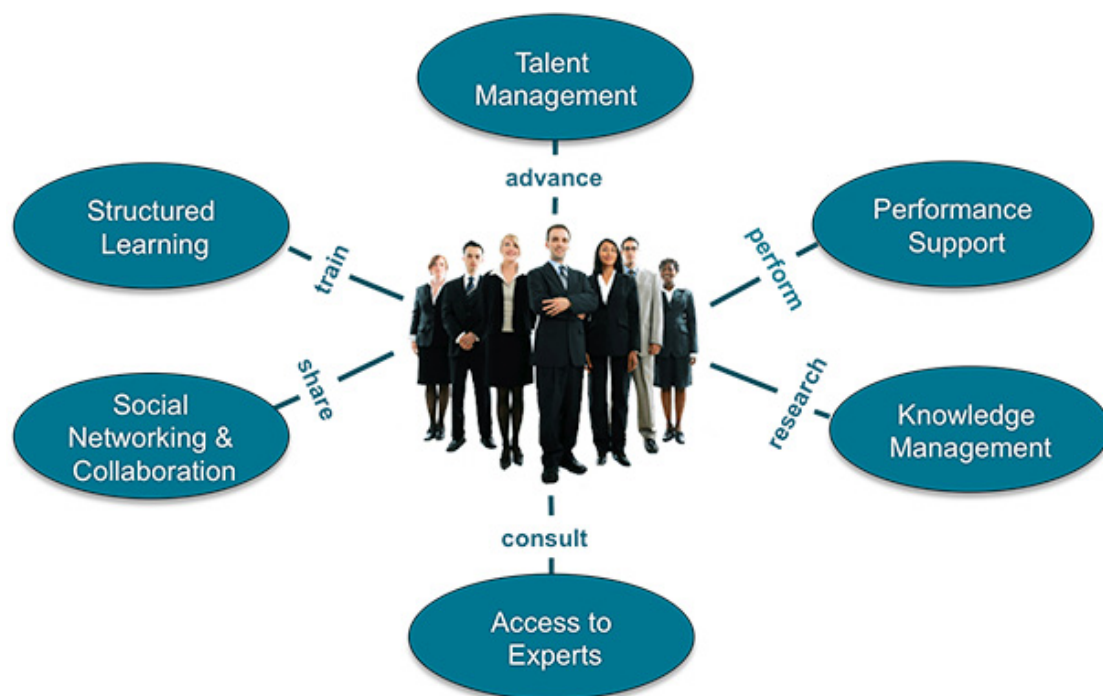 Talent
Management
advance
Structured
Learning
train
Performance
Support
perform
Social
Networking &
Collaboration
share
Knowledge
Management
research
consult
Access to
Experts